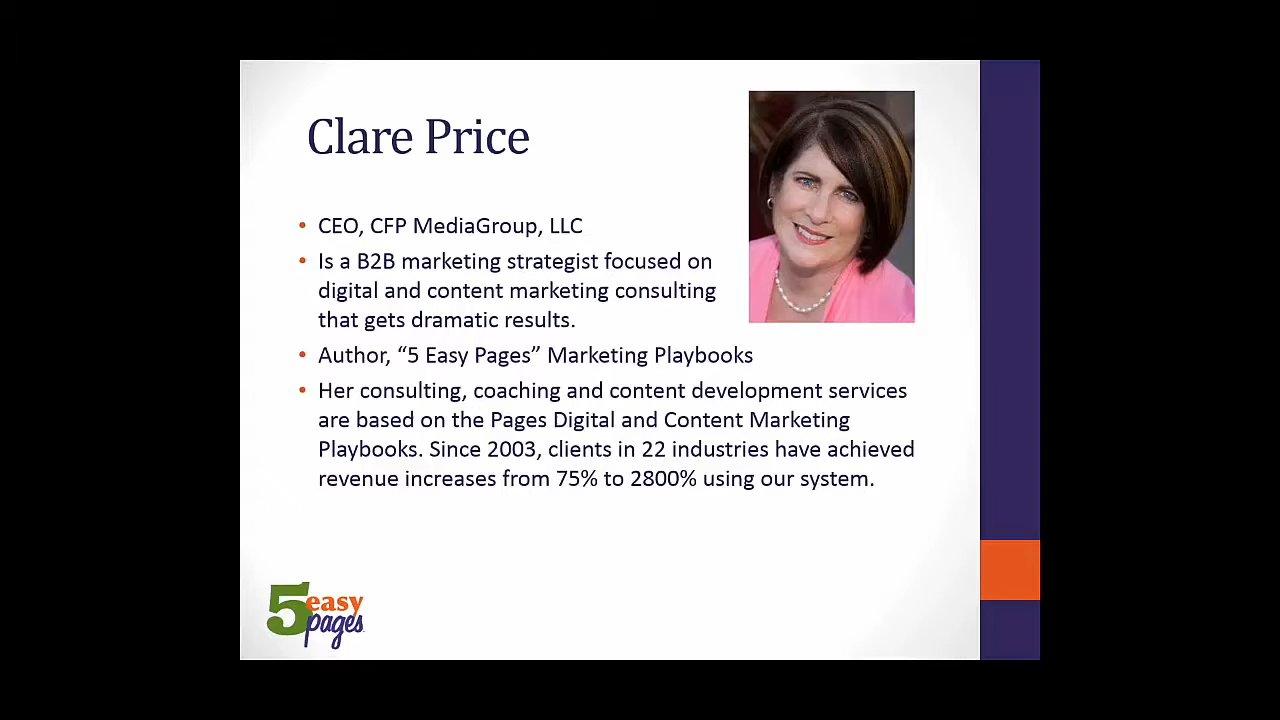 Clare Price
• CEO, CFP MediaGroup, LLC
• Is a B2B marketing strategist focused on
digital and content marketing consulting
that gets dramatic results.
• Author, “5 Easy Pages” Marketing Playbooks
• Her consulting, coaching and content development services
are based on the Pages Digital and Content Marketing
Playbooks. Since 2003, clients in 22 industries have achieved
revenue increases from 75% to 2800% using our system.
5 easy
pages